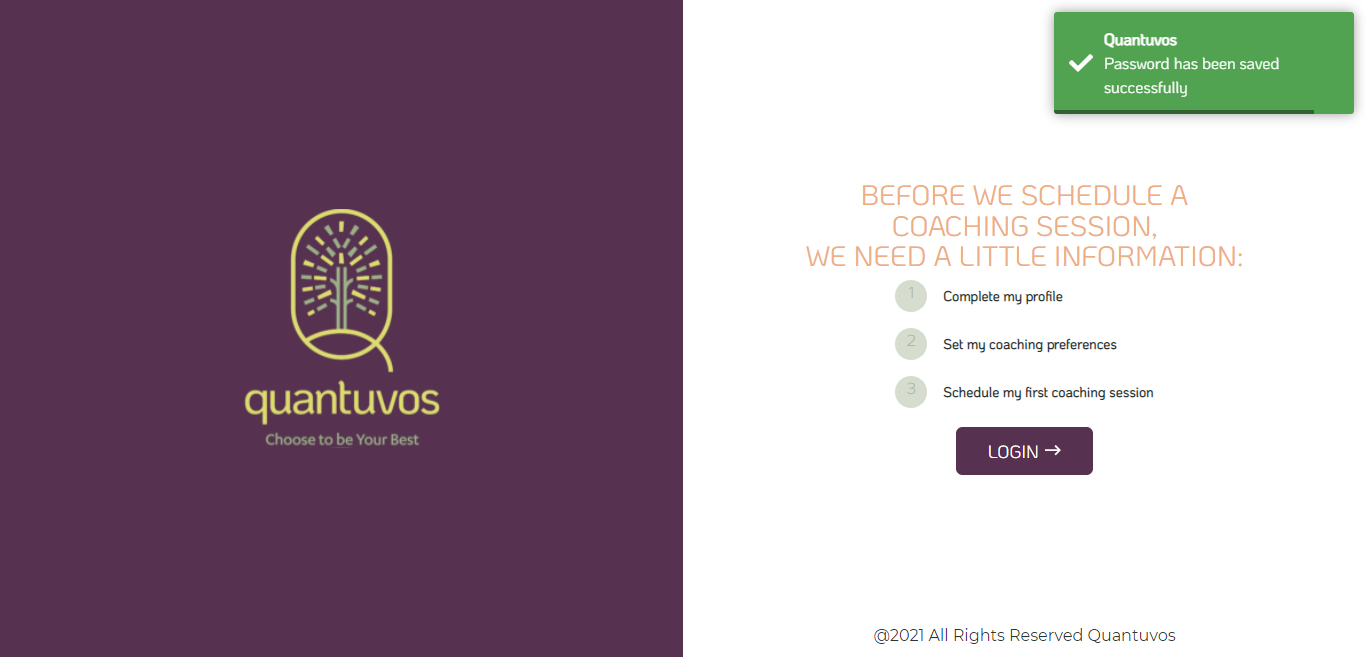 quantuvos
Choose to be Your Best
Quantuvos
Password has been saved
successfully
BEFORE WE SCHEDULE A
COACHING SESSION,
WE NEED A LITTLE INFORMATION:
1 Complete my profile
2 Set my coaching preferences
3 Schedule my first coaching session
LOGIN →
@2021 All Rights Reserved Quantuvos